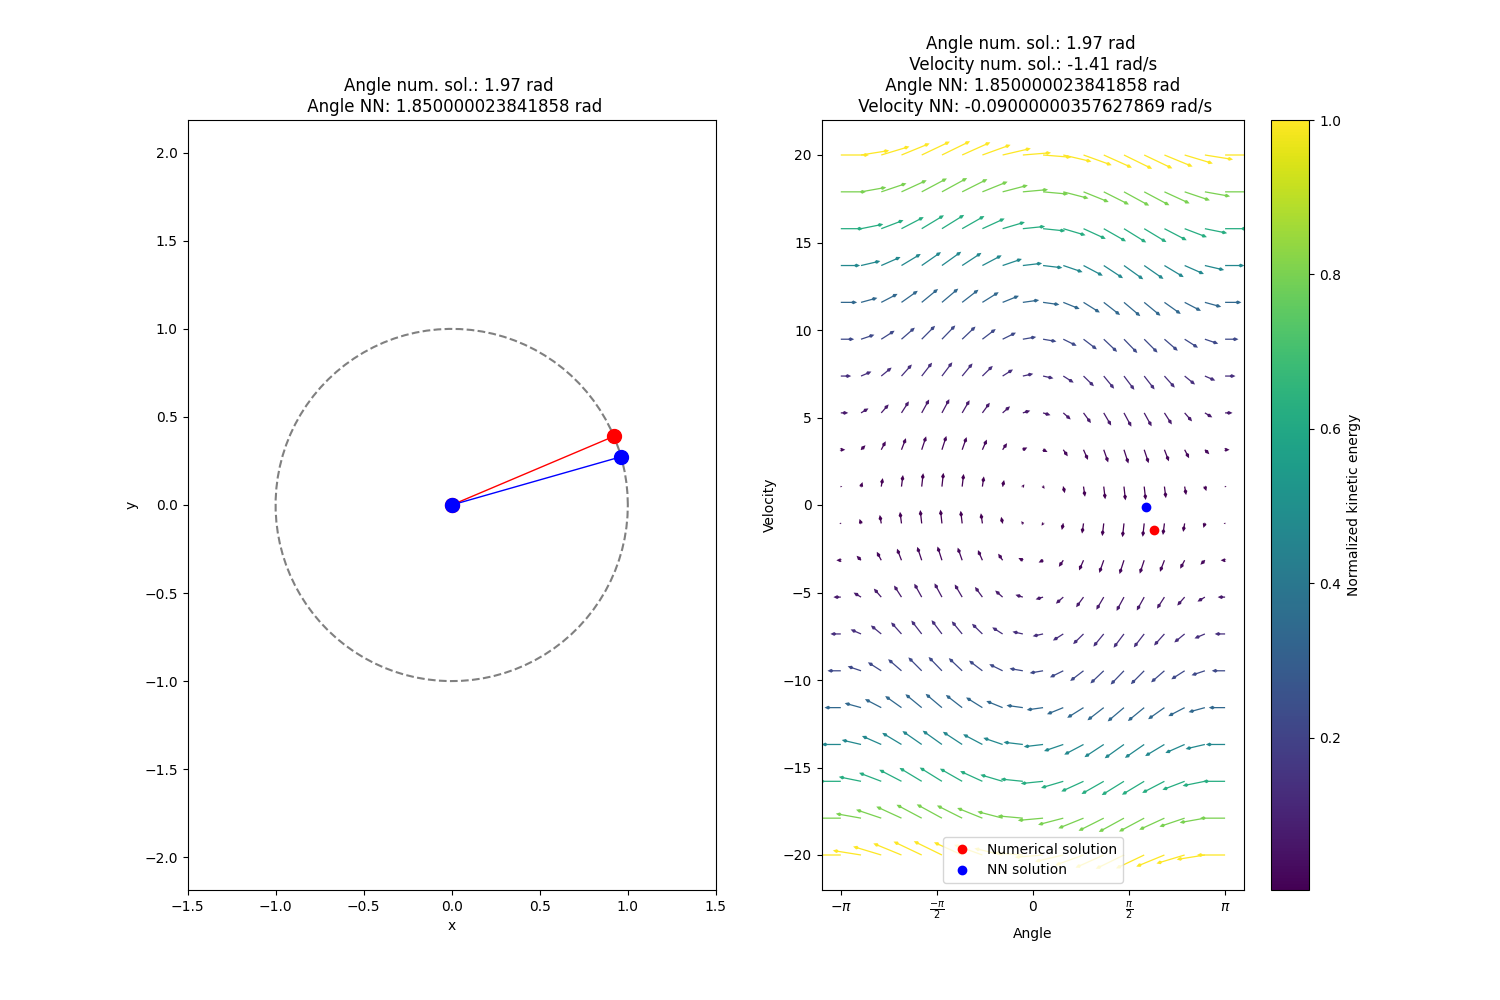 Angle num. sol.: 1.97 rad
Angle NN: 1.850000023841858 rad
2.0
1.5
1.0
0.5
0.0
−0.5
−1.0
−1.5
−2.0
y
−1.5 −1.0 −0.5 0.0 0.5 1.0 1.5
x
Angle num. sol.: 1.97 rad
Velocity num. sol.: -1.41 rad/s
Angle NN: 1.850000023841858 rad
Velocity NN: -0.09000000357627869 rad/s
20
15
10
5
0
−5
−10
−15
−20
Velocity
Numerical solution
NN solution
−π −π/2 0 π/2 π
Angle
1.0
0.8
0.6
0.4
0.2
Normalized kinetic energy